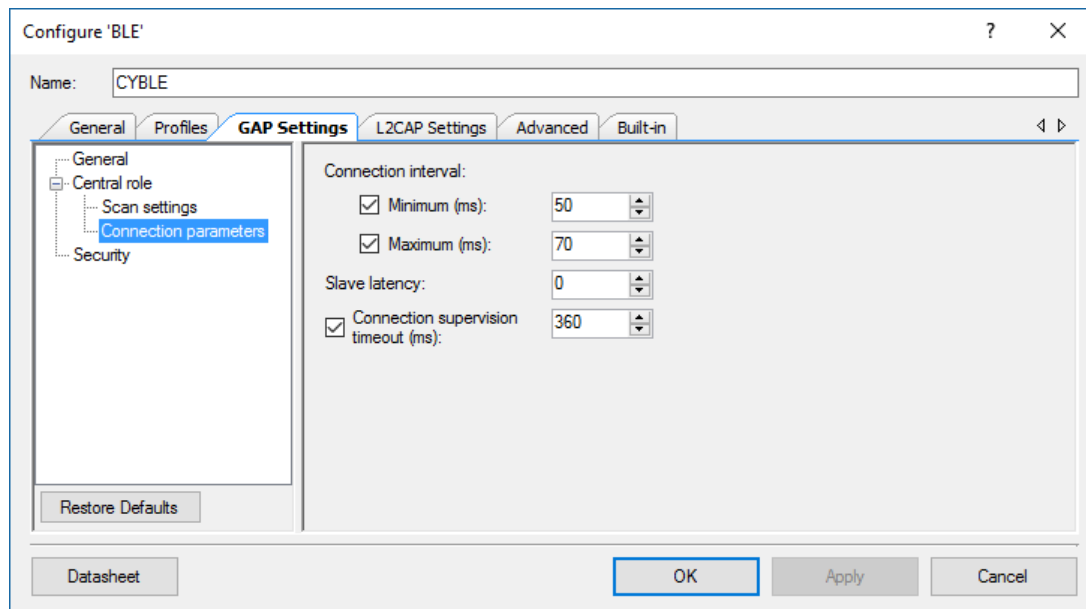 Configure 'BLE'
?
Name: CYBLE
General Profiles GAP Settings L2CAP Settings Advanced Built-in
General
Central role
Scan settings
Connection parameters
Security
Restore Defaults
Connection interval:
Minimum (ms): 50
Maximum (ms): 70
Slave latency: 0
Connection supervision
timeout (ms): 360
Datasheet OK Apply Cancel